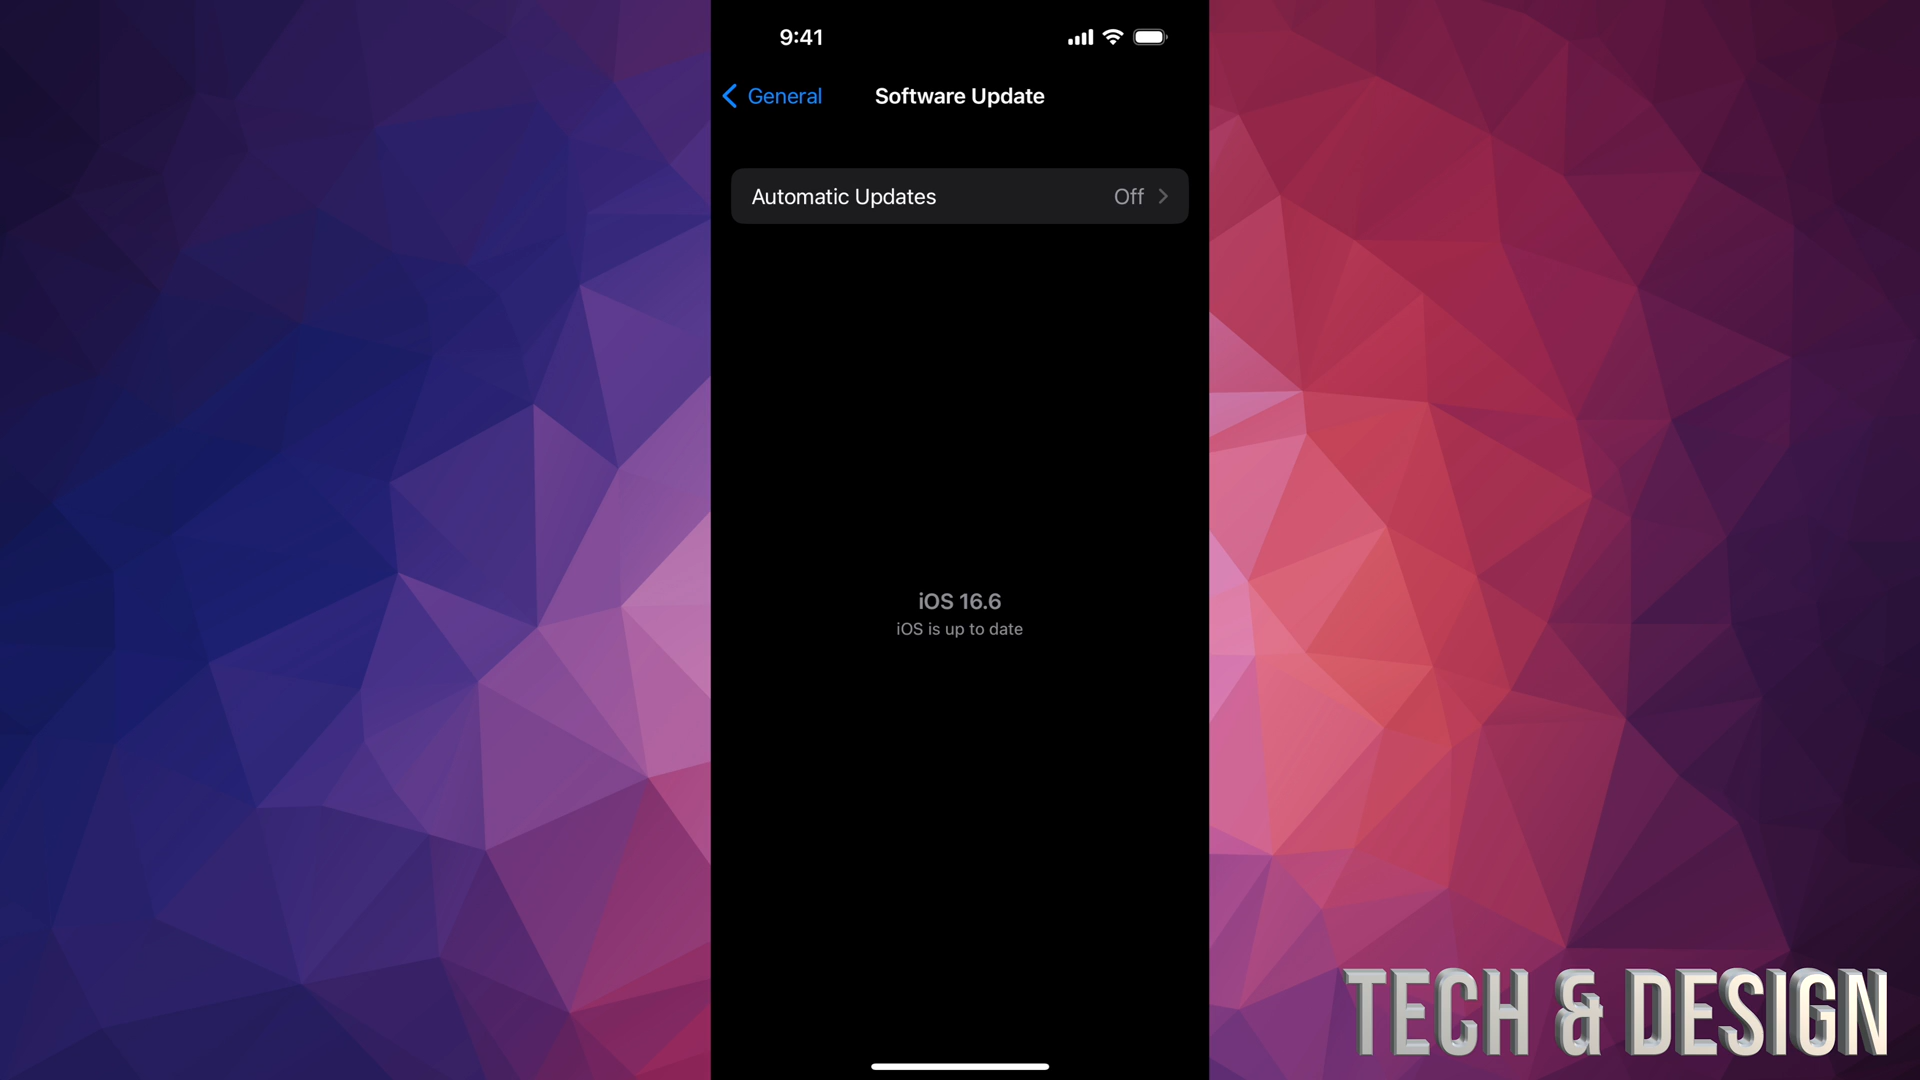 9:41
General
Software Update
Automatic Updates Off
iOS 16.6
iOS is up to date
TECH & DESIGN